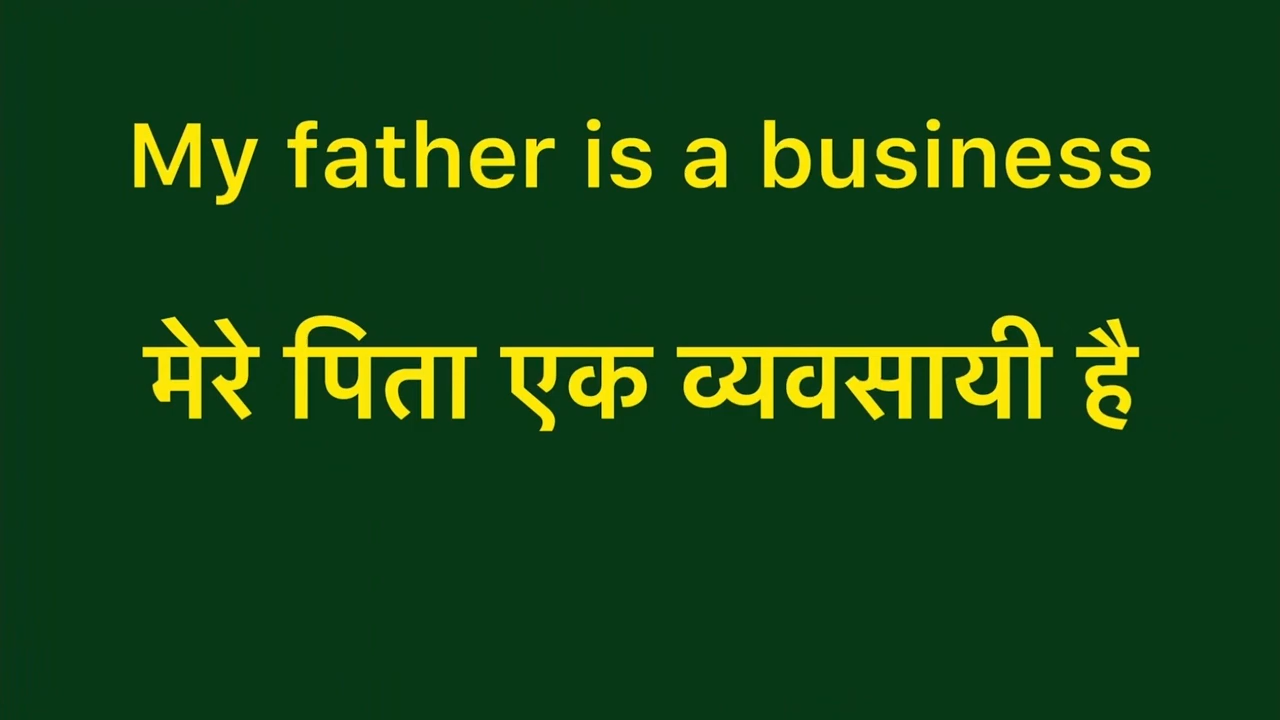 My father is a business
मेरे पिता एक व्यवसायी है